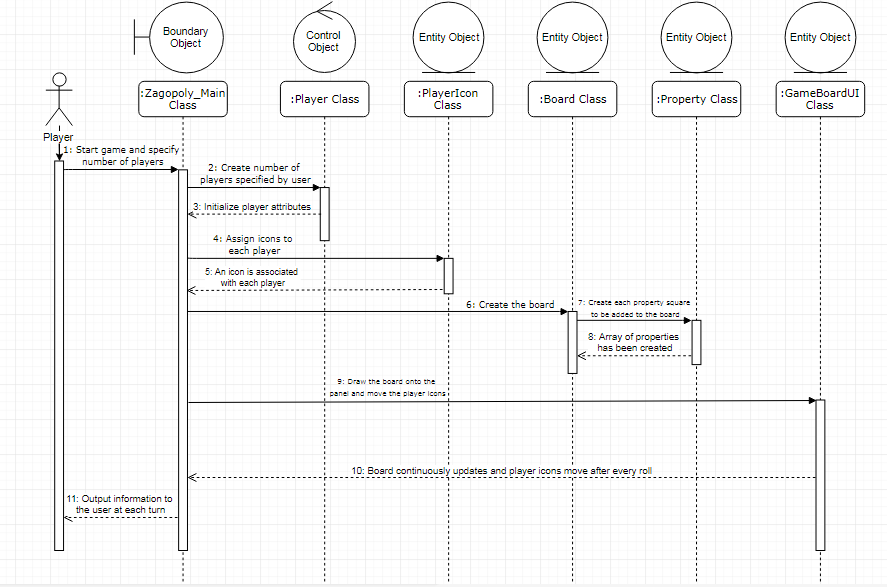 Boundary
Object
Control
Object
Entity Object
Entity Object
Entity Object
Entity Object
:Zagopoly_Main
Class
:Player Class
:PlayerIcon
Class
:Board Class
:Property Class
:GameBoardUI
Class
Player
1: Start game and specify
number of players
2: Create number of
players specified by user
3: Initialize player attributes
4: Assign icons to
each player
5: An icon is associated
with each player
6: Create the board
7: Create each property square
to be added to the board
8: Array of properties
has been created
9: Draw the board onto the
panel and move the player icons
10: Board continuously updates and player icons move after every roll
11: Output information to
the user at each turn